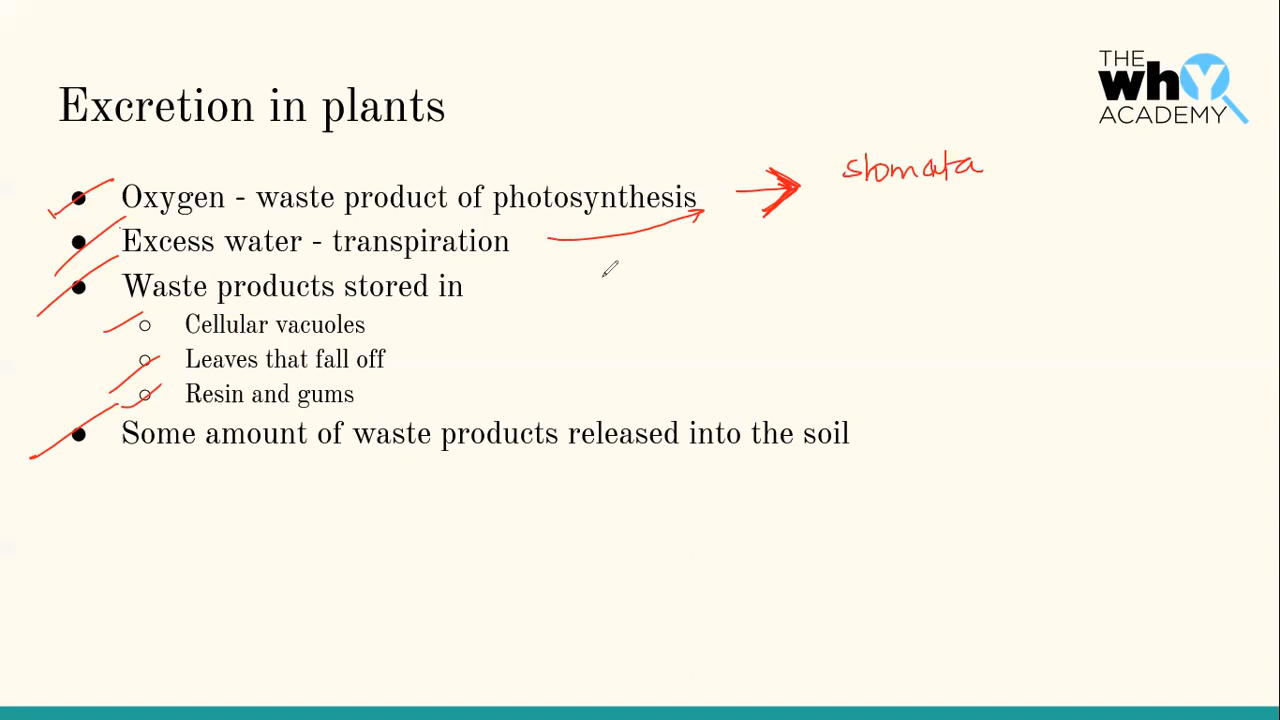 THE
whY
ACADEMY
Excretion in plants
stomata
● Oxygen - waste product of photosynthesis
● Excess water - transpiration
● Waste products stored in
○ Cellular vacuoles
○ Leaves that fall off
○ Resin and gums
● Some amount of waste products released into the soil